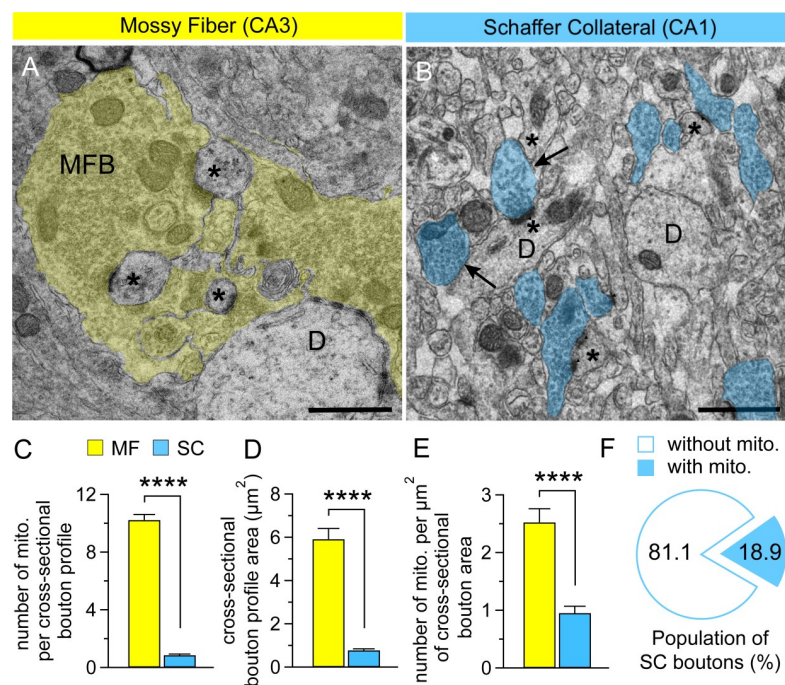 Mossy Fiber (CA3)
Schaffer Collateral (CA1)
A
MFB
*
*
*
D
B
*
*
*
D
D
*
C
MF
SC
****
number of mito.
per cross-sectional
bouton profile
12
8
4
0
D
****
cross-sectional
bouton profile area (µm²)
8
6
4
2
0
E
****
number of mito. per µm²
of cross-sectional
bouton area
3
2
1
0
F
without mito.
with mito.
81.1
18.9
Population of
SC boutons (%)